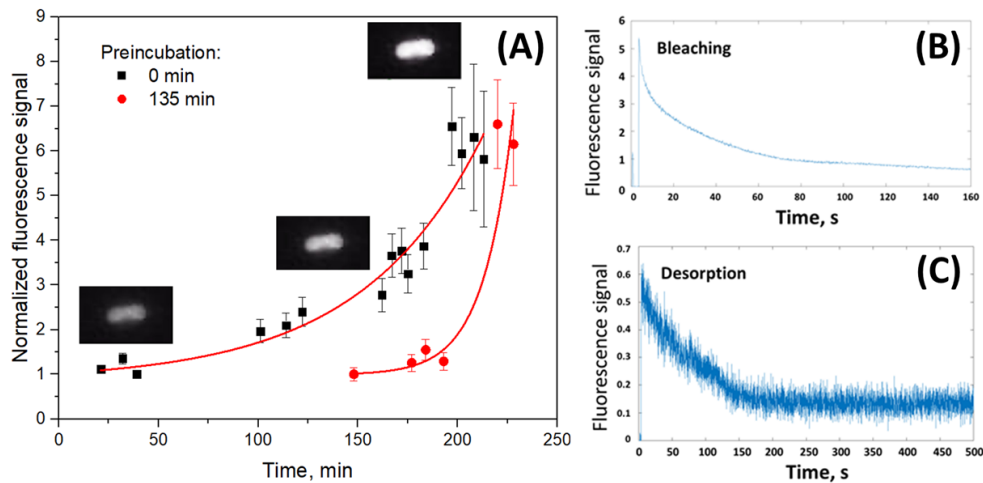 (A)
Preincubation:
0 min
135 min
Normalized fluorescence signal
9
8
7
6
5
4
3
2
1
0
0 50 100 150 200 250
Time, min
(B)
Bleaching
Fluorescence signal
6
5
4
3
2
1
0
0 20 40 60 80 100 120 140 160
Time, s
(C)
Desorption
Fluorescence signal
0.7
0.6
0.5
0.4
0.3
0.2
0.1
0
0 50 100 150 200 250 300 350 400 450 500
Time, s